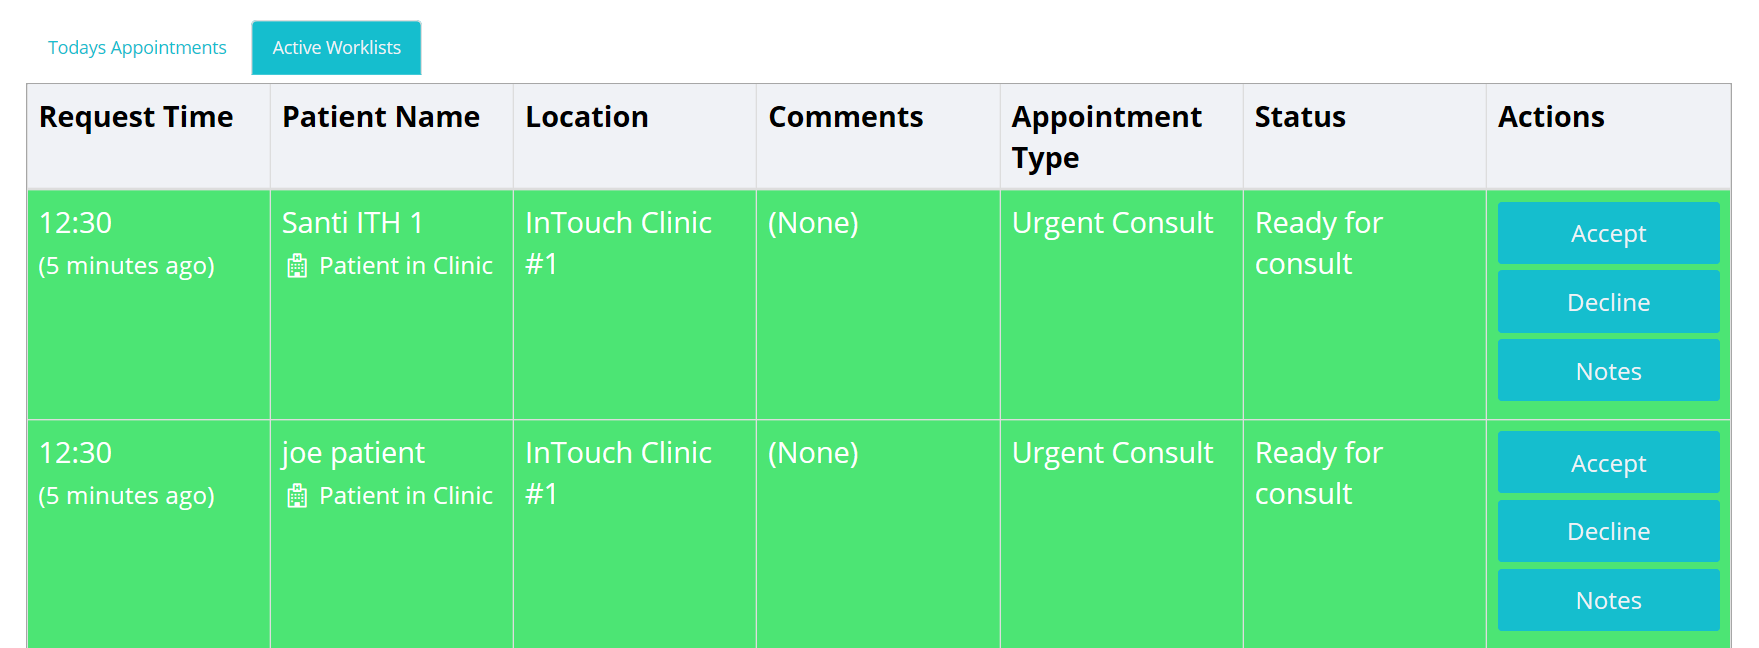 Todays Appointments Active Worklists
Request Time Patient Name Location Comments Appointment Type Status Actions
12:30 Santi ITH 1 InTouch Clinic #1 (None) Urgent Consult Ready for consult Accept
(5 minutes ago) Patient in Clinic
Decline
Notes
12:30 joe patient InTouch Clinic #1 (None) Urgent Consult Ready for consult Accept
(5 minutes ago) Patient in Clinic
Decline
Notes